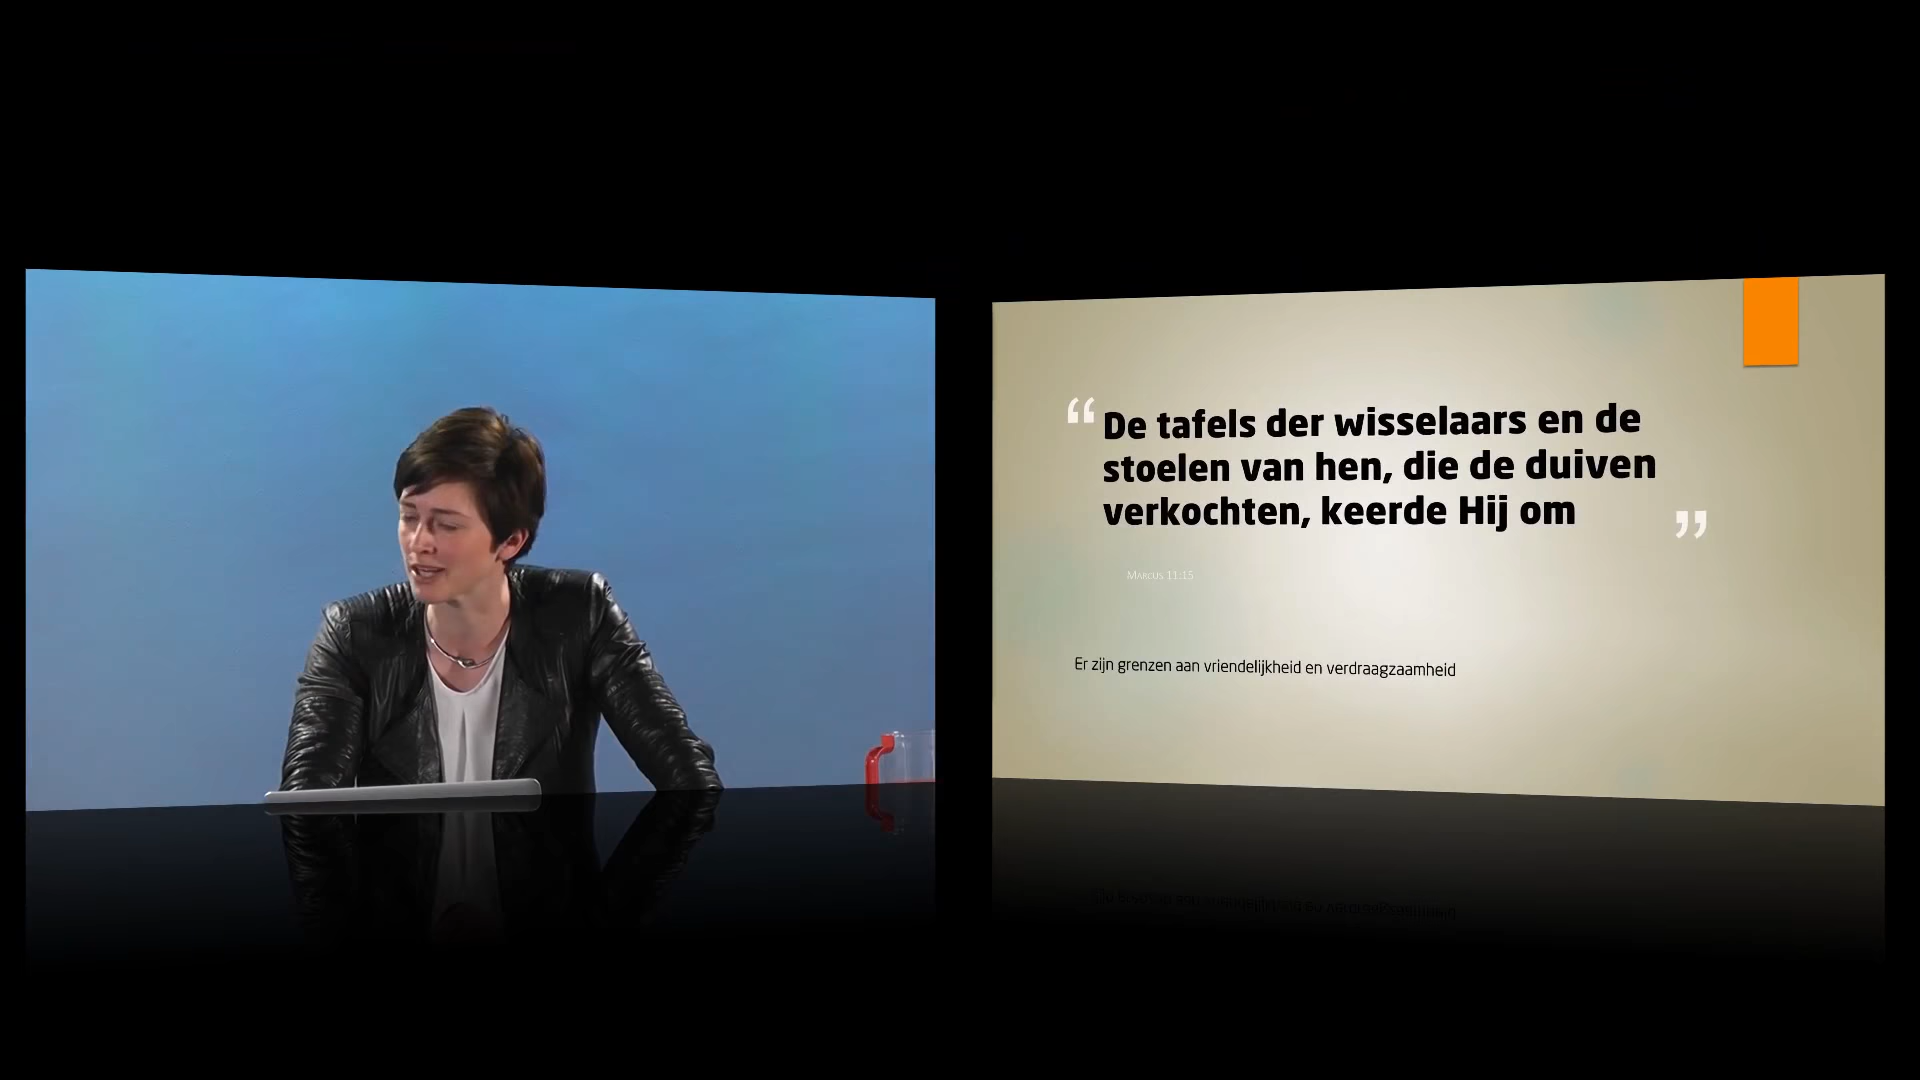 “De tafels der wisselaars en de
stoelen van hen, die de duiven
verkochten, keerde Hij om”
Marcus 11:15
Er zijn grenzen aan vriendelijkheid en verdraagzaamheid